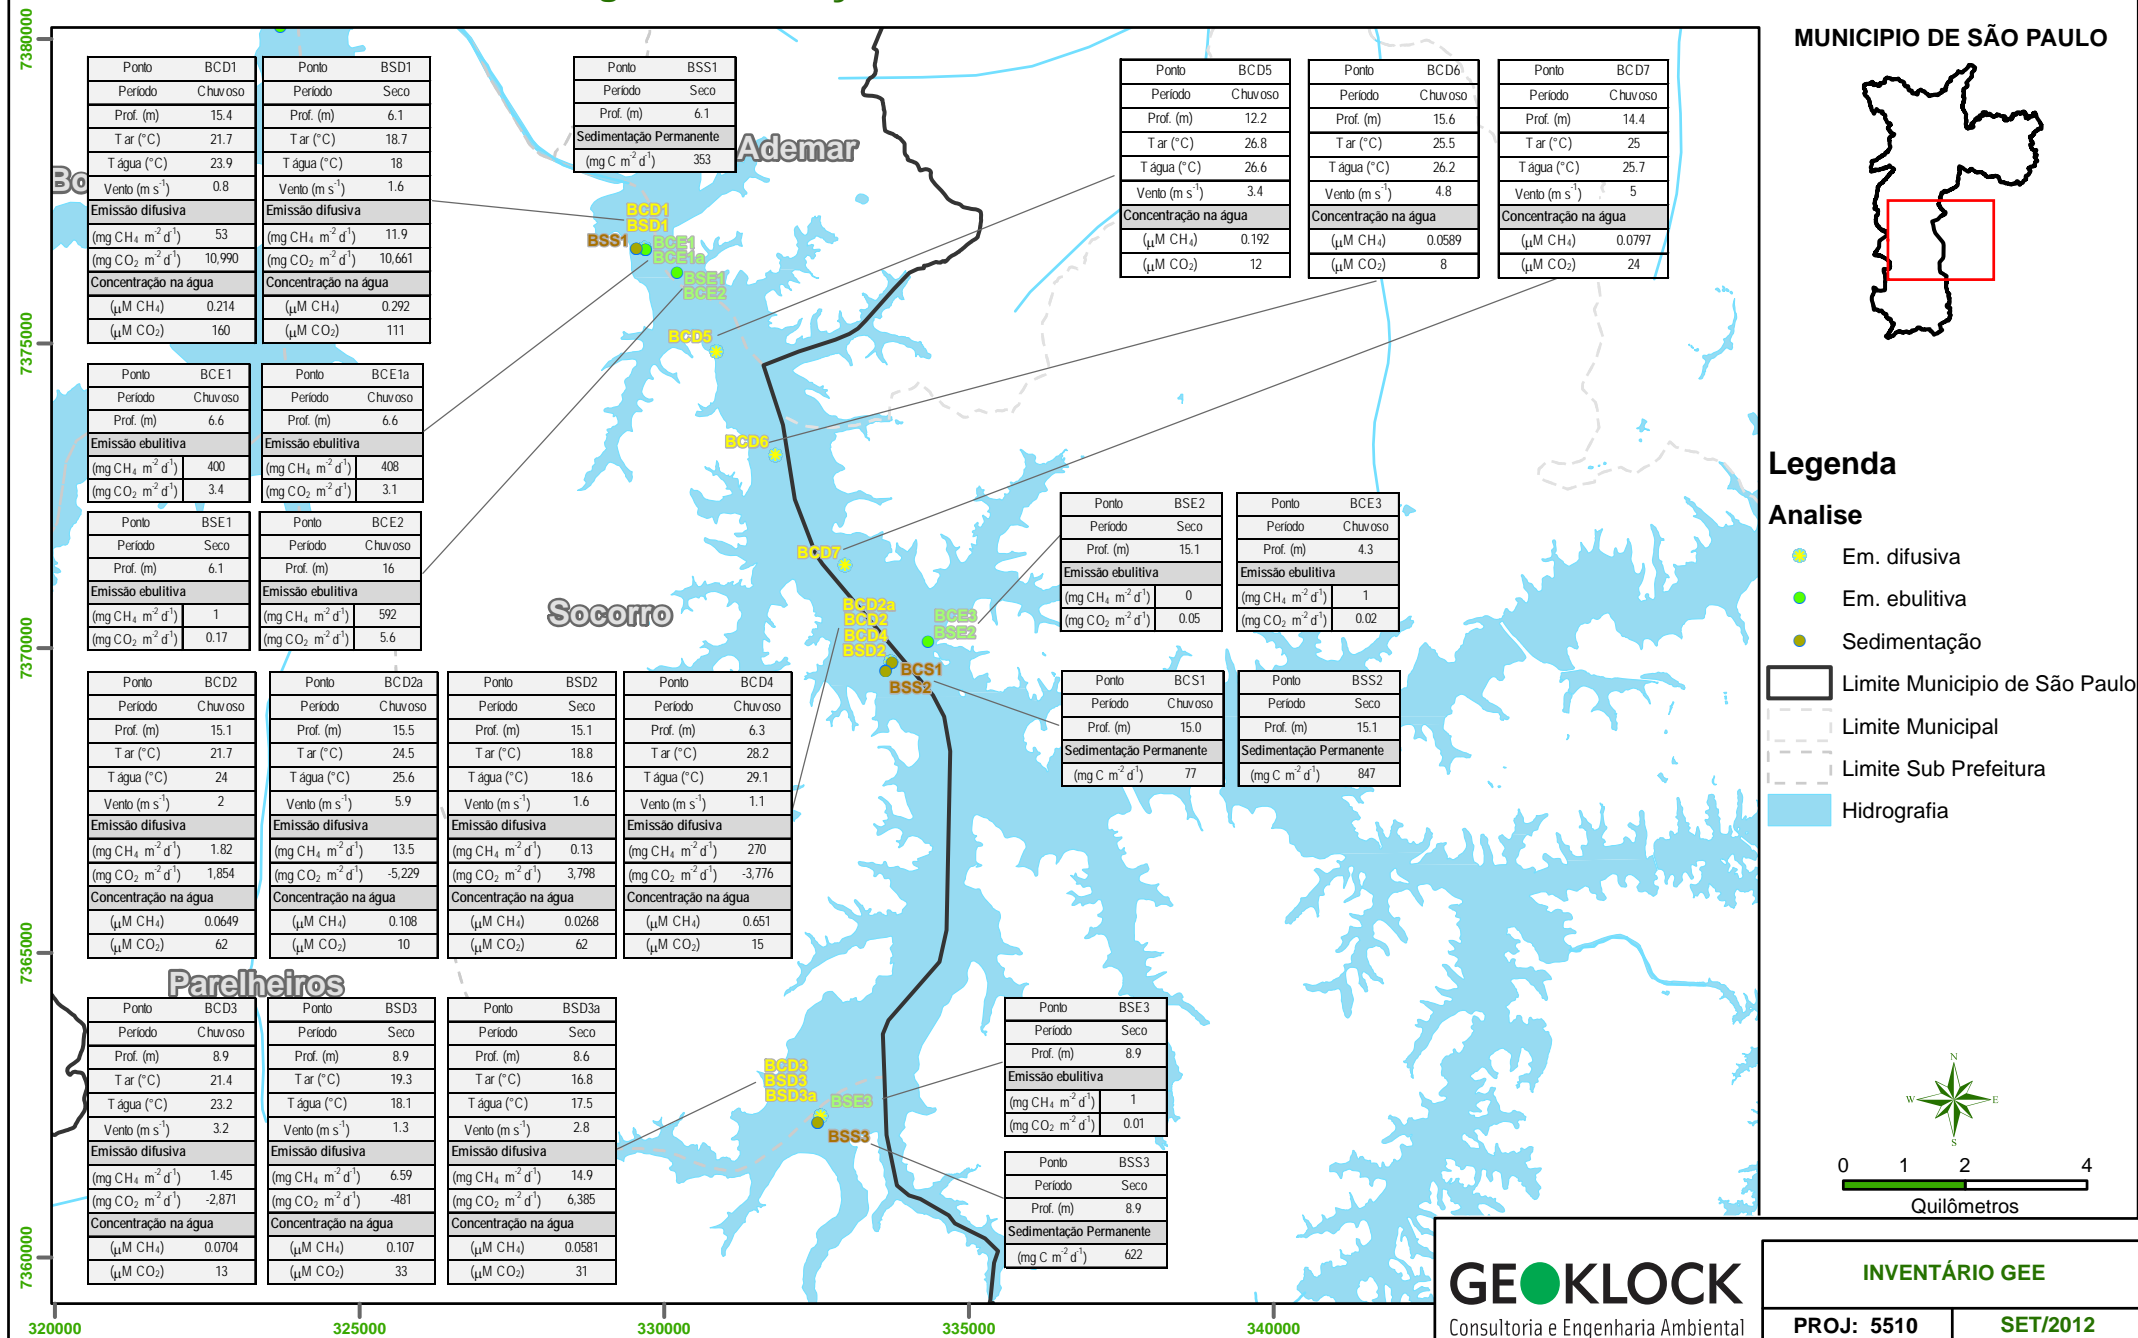 7380000
7375000
7370000
7365000
7360000
320000
325000
330000
335000
340000
Ponto BCD1
Período Chuvoso
Prof. (m) 15.4
T ar (°C) 21.7
T água (°C) 23.9
Vento (m s-1) 0.8
Emissão difusiva
(mg CH4 m-2 d-1) 53
(mg CO2 m-2 d-1) 10,990
Concentração na água
(µM CH4) 0.214
(µM CO2) 160
Ponto BSD1
Período Seco
Prof. (m) 6.1
T ar (°C) 18.7
T água (°C) 18
Vento (m s-1) 1.6
Emissão difusiva
(mg CH4 m-2 d-1) 11.9
(mg CO2 m-2 d-1) 10,661
Concentração na água
(µM CH4) 0.292
(µM CO2) 111
Ponto BSS1
Período Seco
Prof. (m) 6.1
Sedimentação Permanente
(mg C m-2 d-1) 353
Ponto BCD5
Período Chuvoso
Prof. (m) 12.2
T ar (°C) 26.8
T água (°C) 26.6
Vento (m s-1) 3.4
Concentração na água
(µM CH4) 0.192
(µM CO2) 12
Ponto BCD6
Período Chuvoso
Prof. (m) 15.6
T ar (°C) 25.5
T água (°C) 26.2
Vento (m s-1) 4.8
Concentração na água
(µM CH4) 0.0589
(µM CO2) 8
Ponto BCD7
Período Chuvoso
Prof. (m) 14.4
T ar (°C) 25
T água (°C) 25.7
Vento (m s-1) 5
Concentração na água
(µM CH4) 0.0797
(µM CO2) 24
Ademar
Bo
BCD1
BSD1
BSS1
BCE1
BCE1a
BSE1
BCE2
BCD5
BCD6
BCD7
Ponto BCE1
Período Chuvoso
Prof. (m) 6.6
Emissão ebulitiva
(mg CH4 m-2 d-1) 400
(mg CO2 m-2 d-1) 3.4
Ponto BCE1a
Período Chuvoso
Prof. (m) 6.6
Emissão ebulitiva
(mg CH4 m-2 d-1) 408
(mg CO2 m-2 d-1) 3.1
Ponto BSE1
Período Seco
Prof. (m) 6.1
Emissão ebulitiva
(mg CH4 m-2 d-1) 1
(mg CO2 m-2 d-1) 0.17
Ponto BCE2
Período Chuvoso
Prof. (m) 16
Emissão ebulitiva
(mg CH4 m-2 d-1) 592
(mg CO2 m-2 d-1) 5.6
Ponto BSE2
Período Seco
Prof. (m) 15.1
Emissão ebulitiva
(mg CH4 m-2 d-1) 0
(mg CO2 m-2 d-1) 0.05
Ponto BCE3
Período Chuvoso
Prof. (m) 4.3
Emissão ebulitiva
(mg CH4 m-2 d-1) 1
(mg CO2 m-2 d-1) 0.02
Socorro
BCD2a
BCD2
BCD4
BSD2
BCE3
BSE2
BCS1
BSS2
Ponto BCS1
Período Chuvoso
Prof. (m) 15.0
Sedimentação Permanente
(mg C m-2 d-1) 77
Ponto BSS2
Período Seco
Prof. (m) 15.1
Sedimentação Permanente
(mg C m-2 d-1) 847
Ponto BCD2
Período Chuvoso
Prof. (m) 15.1
T ar (°C) 21.7
T água (°C) 24
Vento (m s-1) 2
Emissão difusiva
(mg CH4 m-2 d-1) 1.82
(mg CO2 m-2 d-1) 1,854
Concentração na água
(µM CH4) 0.0649
(µM CO2) 62
Ponto BCD2a
Período Chuvoso
Prof. (m) 15.5
T ar (°C) 24.5
T água (°C) 25.6
Vento (m s-1) 5.9
Emissão difusiva
(mg CH4 m-2 d-1) 13.5
(mg CO2 m-2 d-1) -5,229
Concentração na água
(µM CH4) 0.108
(µM CO2) 10
Ponto BSD2
Período Seco
Prof. (m) 15.1
T ar (°C) 18.8
T água (°C) 18.6
Vento (m s-1) 1.6
Emissão difusiva
(mg CH4 m-2 d-1) 0.13
(mg CO2 m-2 d-1) 3,798
Concentração na água
(µM CH4) 0.0268
(µM CO2) 62
Ponto BCD4
Período Chuvoso
Prof. (m) 6.3
T ar (°C) 28.2
T água (°C) 29.1
Vento (m s-1) 1.1
Emissão difusiva
(mg CH4 m-2 d-1) 270
(mg CO2 m-2 d-1) -3,776
Concentração na água
(µM CH4) 0.651
(µM CO2) 15
Parelheiros
Ponto BCD3
Período Chuvoso
Prof. (m) 8.9
T ar (°C) 21.4
T água (°C) 23.2
Vento (m s-1) 3.2
Emissão difusiva
(mg CH4 m-2 d-1) 1.45
(mg CO2 m-2 d-1) -2,871
Concentração na água
(µM CH4) 0.0704
(µM CO2) 13
Ponto BSD3
Período Seco
Prof. (m) 8.9
T ar (°C) 19.3
T água (°C) 18.1
Vento (m s-1) 1.3
Emissão difusiva
(mg CH4 m-2 d-1) 6.59
(mg CO2 m-2 d-1) -481
Concentração na água
(µM CH4) 0.107
(µM CO2) 33
Ponto BSD3a
Período Seco
Prof. (m) 8.6
T ar (°C) 16.8
T água (°C) 17.5
Vento (m s-1) 2.8
Emissão difusiva
(mg CH4 m-2 d-1) 14.9
(mg CO2 m-2 d-1) 6,385
Concentração na água
(µM CH4) 0.0581
(µM CO2) 31
BCD3
BSD3
BSD3a
BSE3
BSS3
Ponto BSE3
Período Seco
Prof. (m) 8.9
Emissão ebulitiva
(mg CH4 m-2 d-1) 1
(mg CO2 m-2 d-1) 0.01
Ponto BSS3
Período Seco
Prof. (m) 8.9
Sedimentação Permanente
(mg C m-2 d-1) 622
MUNICIPIO DE SÃO PAULO
Legenda
Analise
Em. difusiva
Em. ebulitiva
Sedimentação
Limite Municipio de São Paulo
Limite Municipal
Limite Sub Prefeitura
Hidrografia
N
W E
S
0 1 2 4
Quilômetros
GEOKLOCK
Consultoria e Engenharia Ambiental
INVENTÁRIO GEE
PROJ: 5510
SET/2012